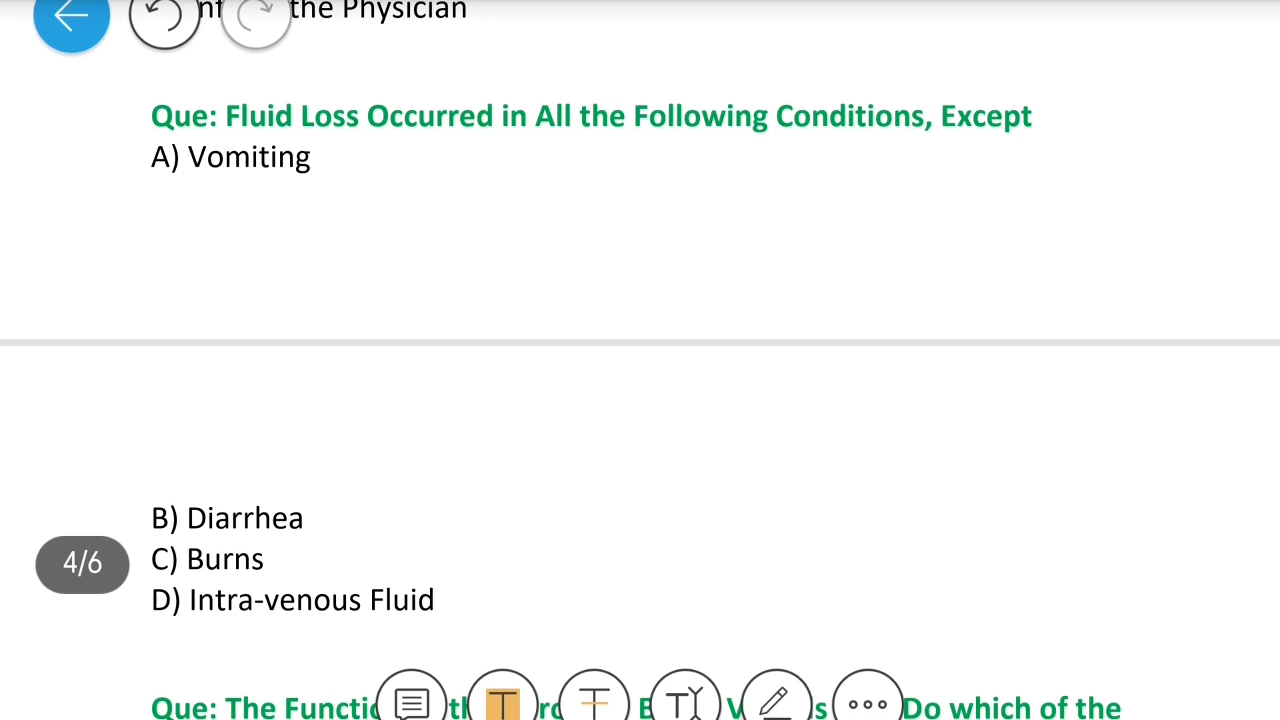 the Physician
Que: Fluid Loss Occurred in All the Following Conditions, Except
A) Vomiting
B) Diarrhea
4/6
C) Burns
D) Intra-venous Fluid
Que: The Do which of the